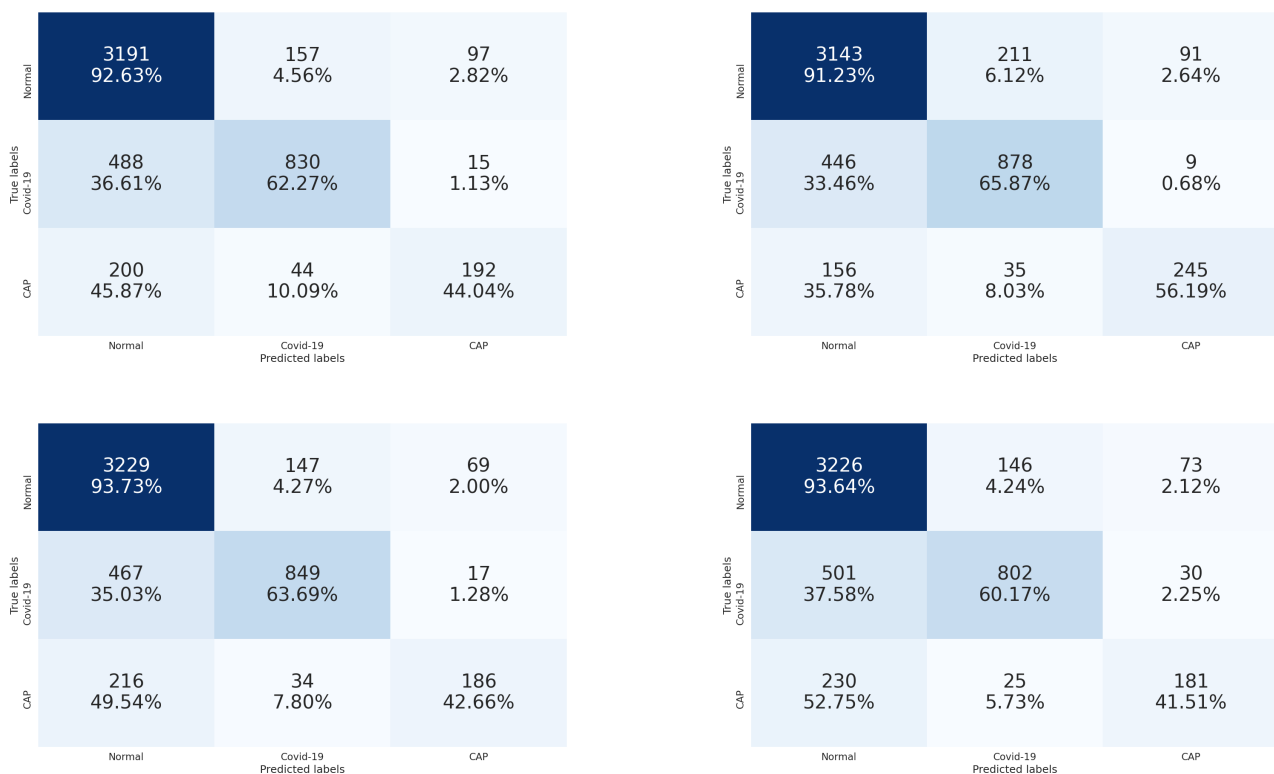 Normal
3191
92.63%
157
4.56%
97
2.82%
True labels
Covid-19
488
36.61%
830
62.27%
15
1.13%
CAP
200
45.87%
44
10.09%
192
44.04%
Normal
Covid-19
CAP
Predicted labels
Normal
3143
91.23%
211
6.12%
91
2.64%
True labels
Covid-19
446
33.46%
878
65.87%
9
0.68%
CAP
156
35.78%
35
8.03%
245
56.19%
Normal
Covid-19
CAP
Predicted labels
Normal
3229
93.73%
147
4.27%
69
2.00%
True labels
Covid-19
467
35.03%
849
63.69%
17
1.28%
CAP
216
49.54%
34
7.80%
186
42.66%
Normal
Covid-19
CAP
Predicted labels
Normal
3226
93.64%
146
4.24%
73
2.12%
True labels
Covid-19
501
37.58%
802
60.17%
30
2.25%
CAP
230
52.75%
25
5.73%
181
41.51%
Normal
Covid-19
CAP
Predicted labels